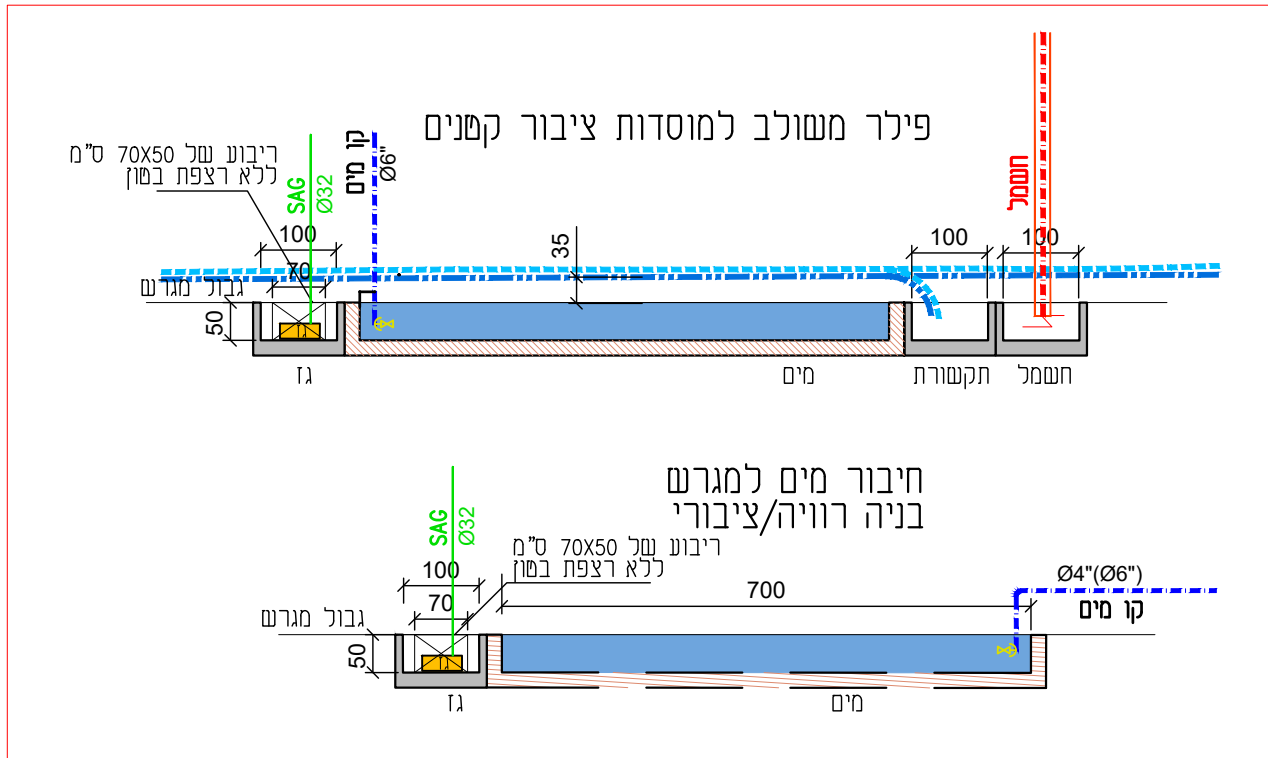 פילר משולב למוסדות ציבור קטנים
ריבוע של 70X50 ס"מ
ללא רצפת בטון
SAG
Ø32
קו מים
Ø6"
חשמל
100
70
35
100
100
גבול מגרש
50
גז
גז
מים
תקשורת
חשמל
חיבור מים למגרש
בניה רוויה/ציבורי
SAG
Ø32
ריבוע של 70X50 ס"מ
ללא רצפת בטון
100
70
700
Ø4"(Ø6")
קו מים
גבול מגרש
50
גז
גז
מים